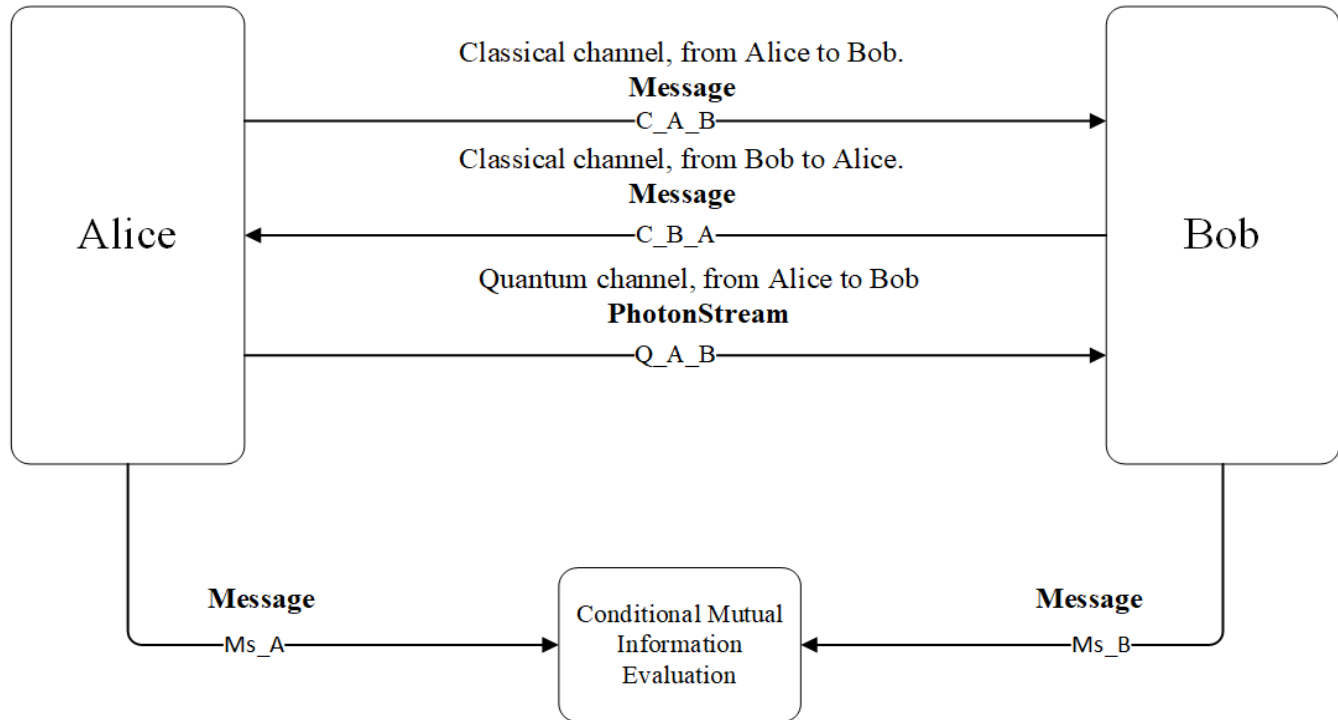 Classical channel, from Alice to Bob.
Message
C_A_B
Classical channel, from Bob to Alice.
Message
Alice
C_B_A
Bob
Quantum channel, from Alice to Bob
PhotonStream
Q_A_B
Message
Ms_A
Conditional Mutual
Information
Evaluation
Message
Ms_B